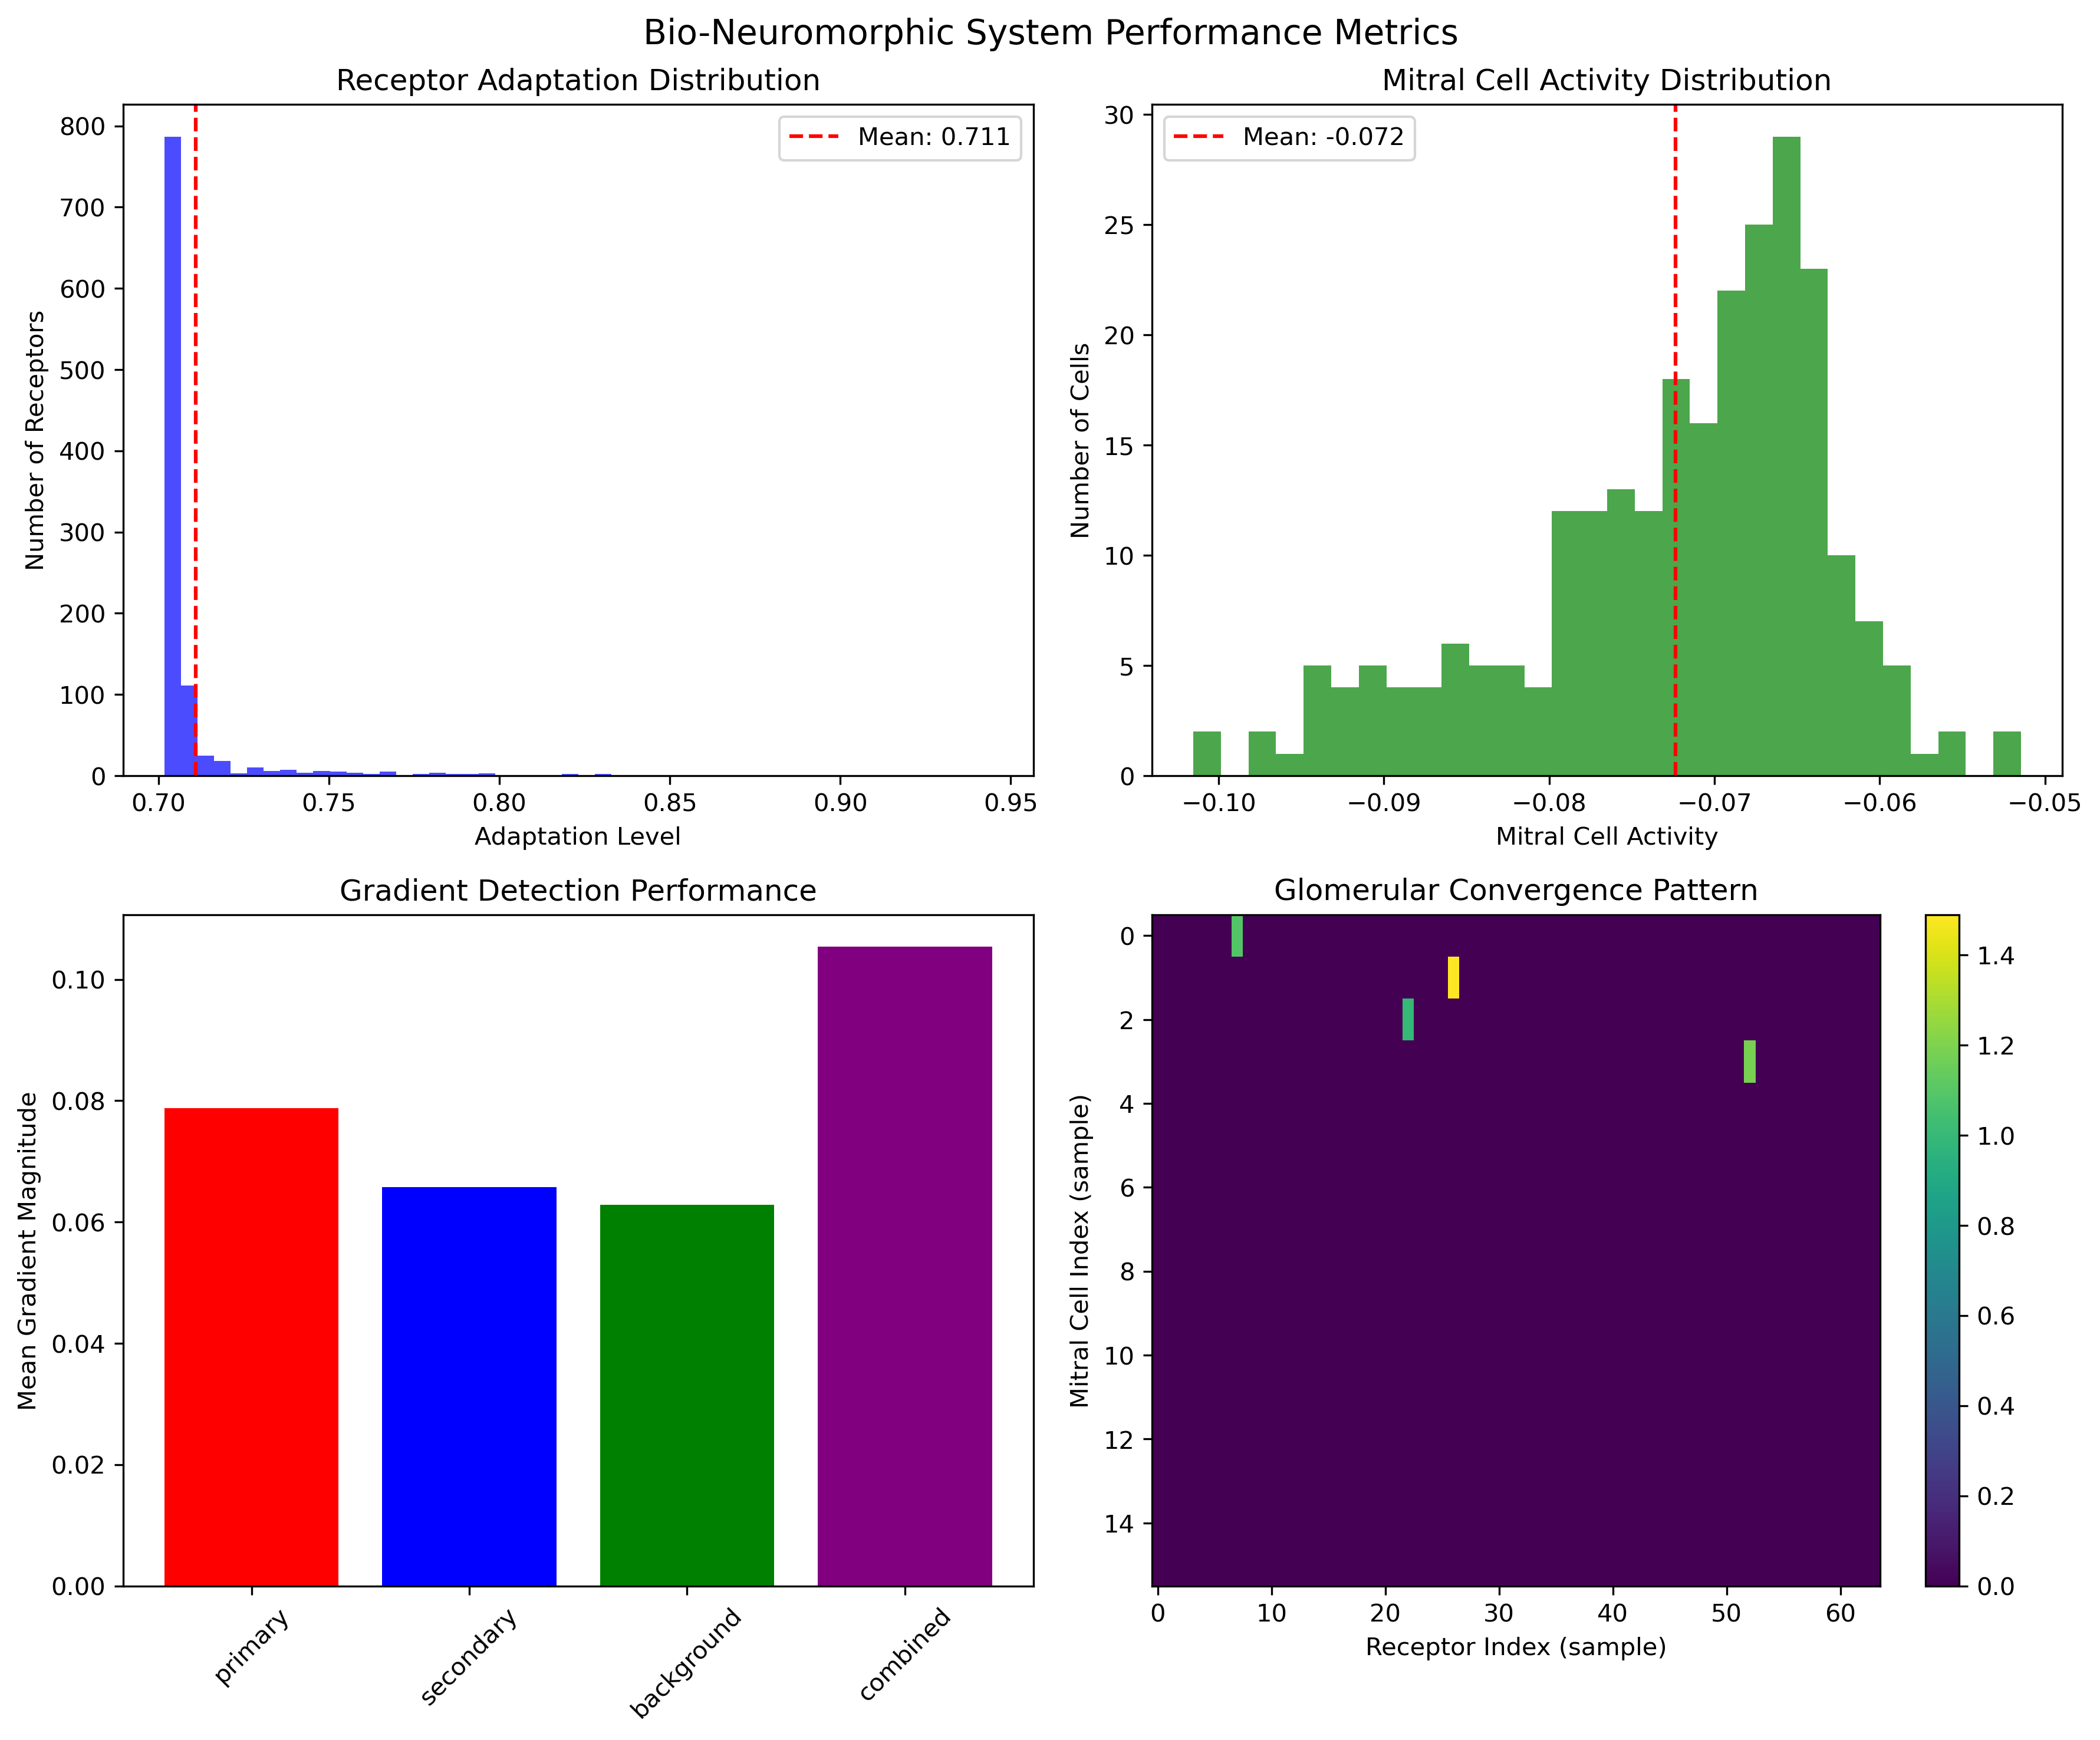 Bio-Neuromorphic System Performance Metrics
Receptor Adaptation Distribution
Number of Receptors
800
700
600
500
400
300
200
100
0
Mean: 0.711
0.70 0.75 0.80 0.85 0.90 0.95
Adaptation Level
Mitral Cell Activity Distribution
Number of Cells
30
25
20
15
10
5
0
Mean: -0.072
−0.10 −0.09 −0.08 −0.07 −0.06 −0.05
Mitral Cell Activity
Gradient Detection Performance
Mean Gradient Magnitude
0.10
0.08
0.06
0.04
0.02
0.00
primary secondary background combined
Glomerular Convergence Pattern
Mitral Cell Index (sample)
0
2
4
6
8
10
12
14
0 10 20 30 40 50 60
Receptor Index (sample)
1.4
1.2
1.0
0.8
0.6
0.4
0.2
0.0